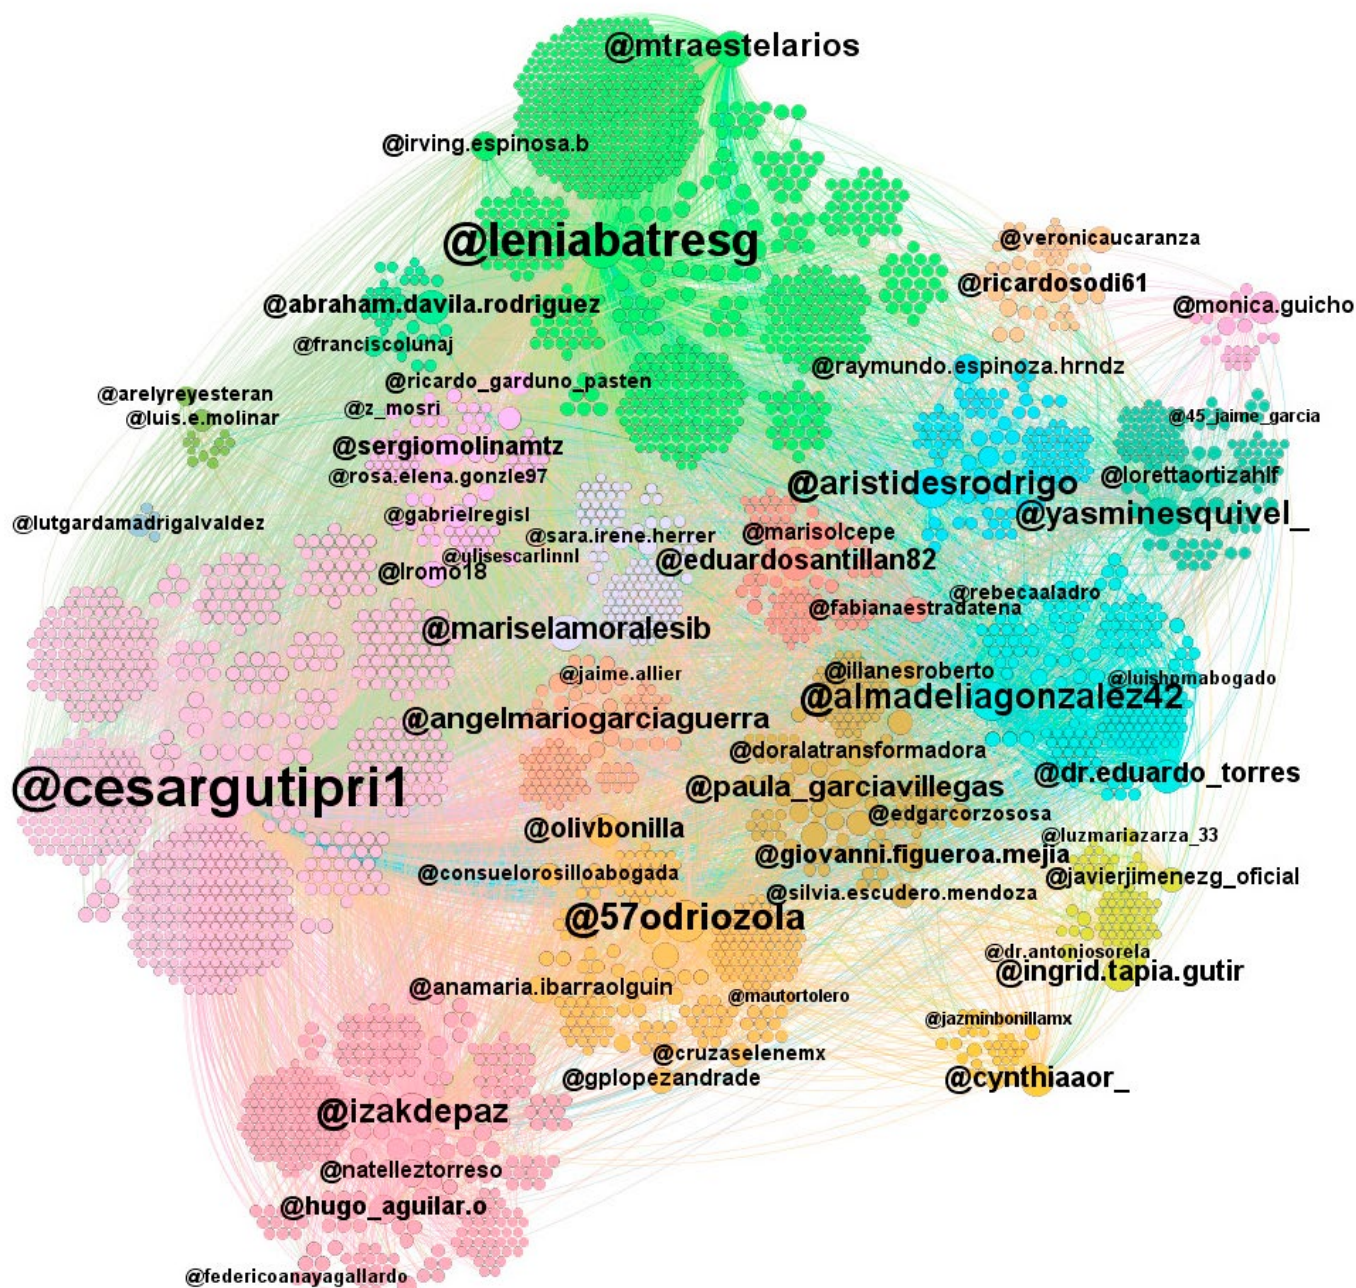 @mtraestelarios
@irving.espinosa.b
@leniabatresg
@veronicaucaranza
@ricardosodi61
@abraham.davila.rodriguez
@monica.guicho
@franciscolunaj
@raymundo.espinoza.hrndz
@ricardo_garduno_pasten
@arelyreyesteran
@z_mosri
@45_jaime_garcia
@luis.e.molinar
@sergiomolinamtz
@rosa.elena.gonzle97
@lorettaortizahlf
@aristidesrodrigo
@gabrielregisl
@yasminesquivel_
@lutgardamadrigalvaldez
@sara.irene.herrer
@marisolcepe
@ulisescarlinnl
@eduardosantillan82
@lromo18
@rebecaaladro
@fabianaestradatena
@mariselamoralesib
@jaime.allier
@illanesroberto
@luishpmabogado
@almadeliagonzalez42
@angelmariogarciaguerra
@doralatransformadora
@dr.eduardo_torres
@cesargutipri1
@paula_garciavillegas
@edgarcorzososa
@olivbonilla
@luzmariazarza_33
@giovanni.figueroa.mejia
@consuelorosilloabogada
@javierjimenezg_oficial
@silvia.escudero.mendoza
@57odriozola
@dr.antoniosorela
@ingrid.tapia.gutir
@anamaria.ibarraolguin
@mautortolero
@jazminbonillamx
@cruzaselenemx
@gplopezandrade
@cynthiaaor_
@izakdepaz
@natelleztorreso
@hugo_aguilar.o
@federicoanayagallardo